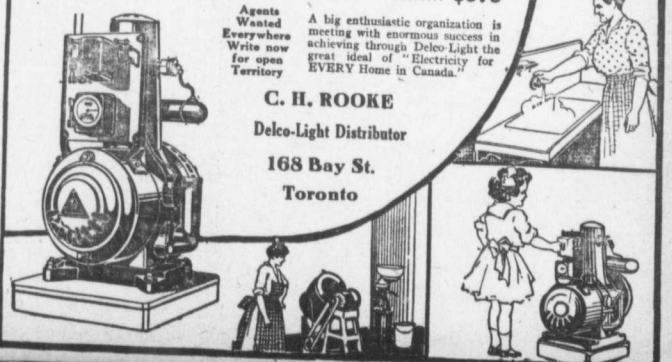 Agents
Wanted
Everywhere
Write now
for open
Territory
A big enthusiastic organization is
meeting with enormous success in
achieving through Delco-Light the
great ideal of "Electricity for
EVERY Home in Canada."
C. H. ROOKE
Delco-Light Distributor
168 Bay St.
Toronto